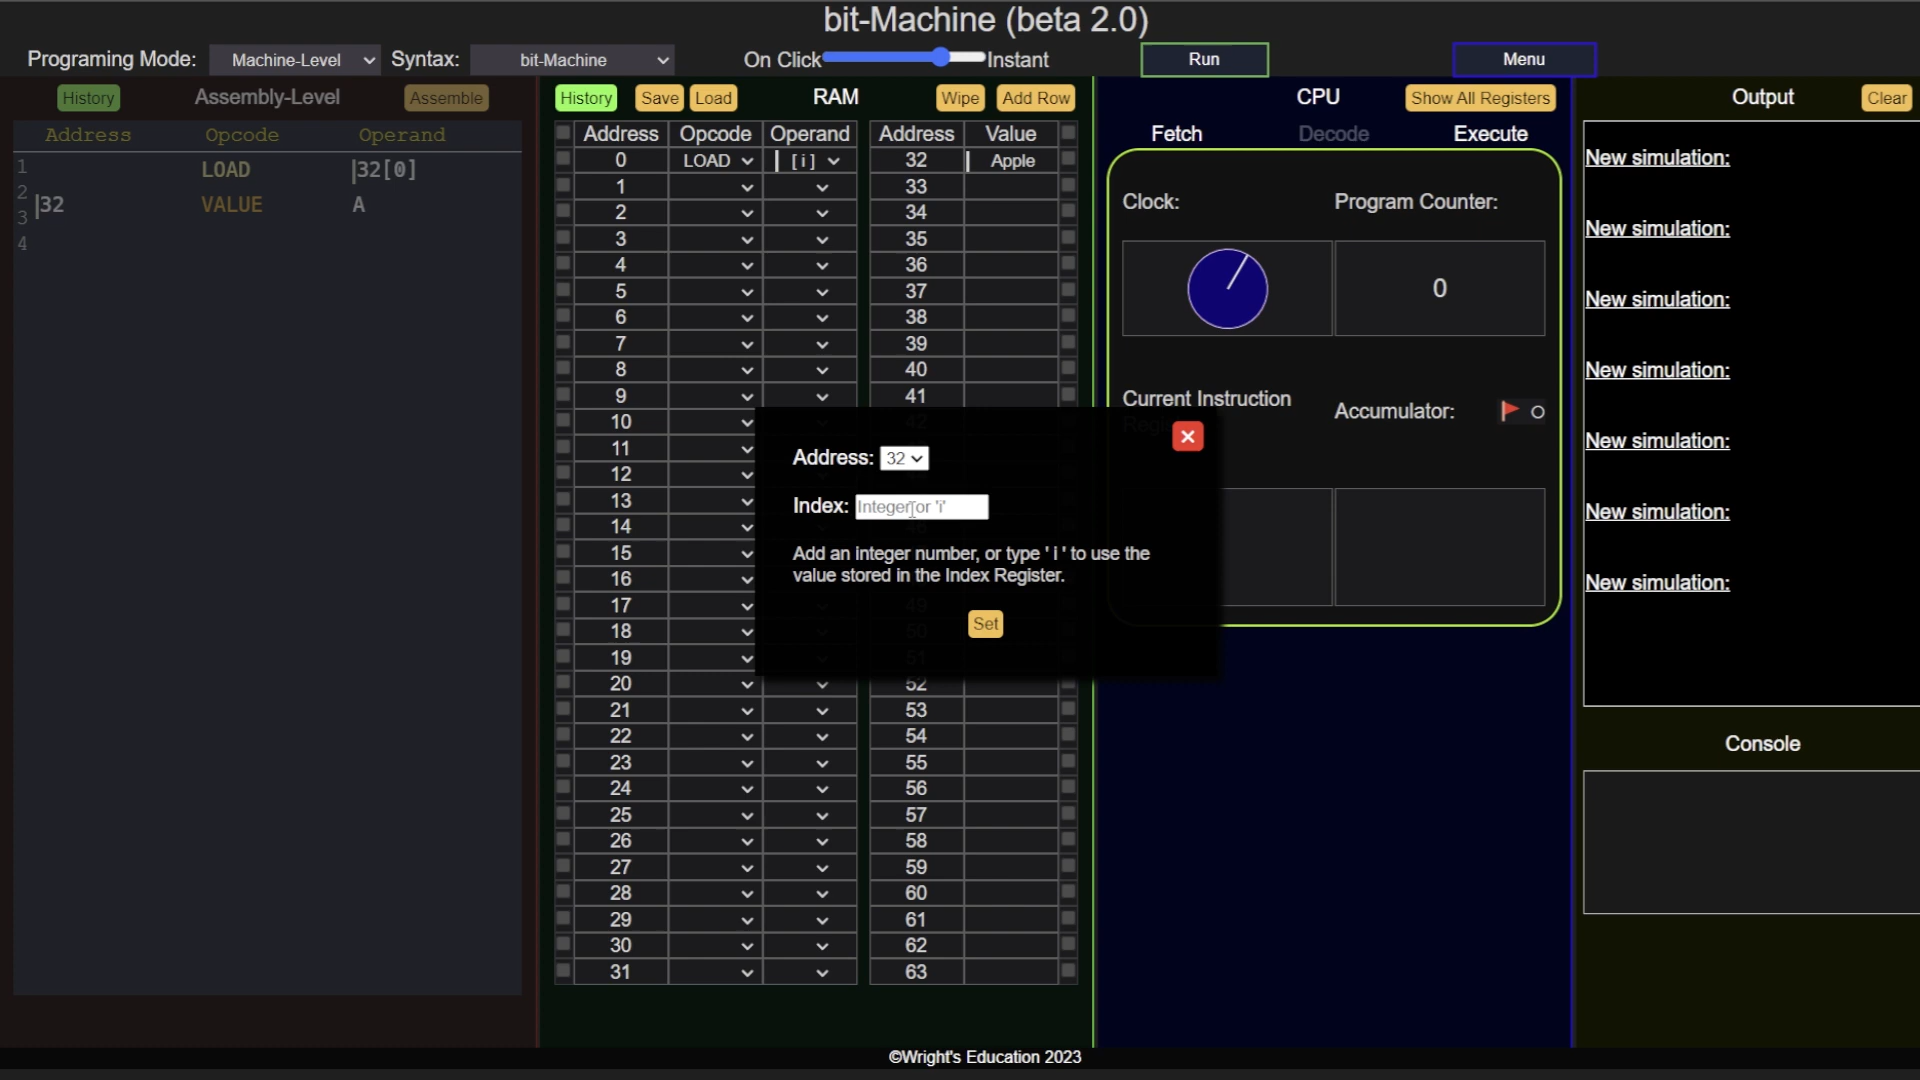 bit-Machine (beta 2.0)
Programing Mode: Machine-Level Syntax: bit-Machine On Click Instant Run Menu
History Assembly-Level Assemble
Address Opcode Operand
1 LOAD |32[0]
2
3 |32 VALUE A
4
History Save Load RAM Wipe Add Row
Address Opcode Operand Address Value
0 LOAD | [ i ] 32 | Apple
1 33
2 34
3 35
4 36
5 37
6 38
7 39
8 40
9 41
10 42
11
12
13
14
15
16
17 49
18 50
19 51
20 52
21 53
22 54
23 55
24 56
25 57
26 58
27 59
28 60
29 61
30 62
31 63
Address: 32
Index: Integer or 'i'
Add an integer number, or type ' i ' to use the
value stored in the Index Register.
Set
CPU Show All Registers
Fetch Decode Execute
Clock: Program Counter:
0
Current Instruction
Accumulator:
Output Clear
New simulation:
New simulation:
New simulation:
New simulation:
New simulation:
New simulation:
New simulation:
Console
©Wright's Education 2023